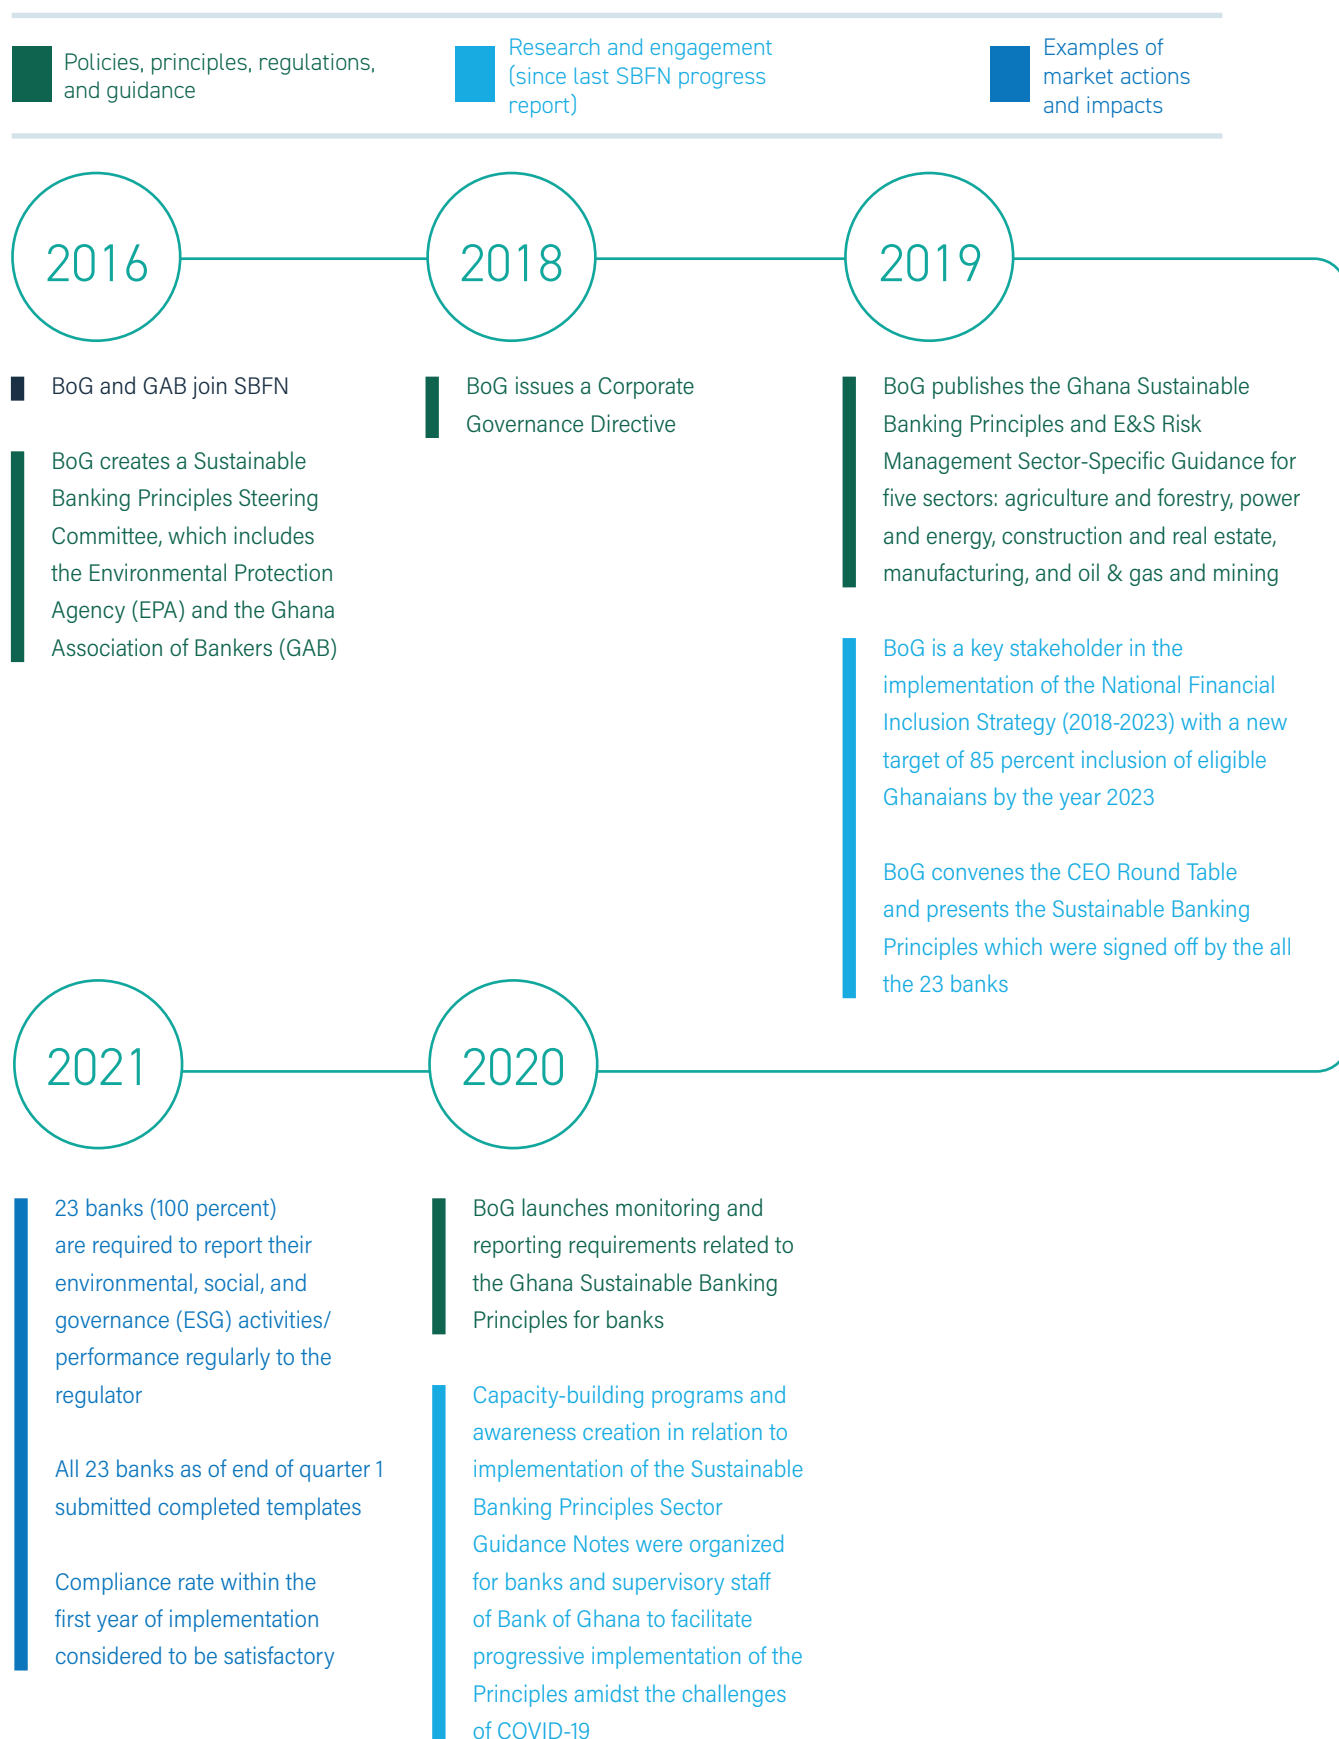 Policies, principles, regulations,
and guidance
Research and engagement
(since last SBFN progress
report)
Examples of
market actions
and impacts
2016
BoG and GAB join SBFN
BoG creates a Sustainable
Banking Principles Steering
Committee, which includes
the Environmental Protection
Agency (EPA) and the Ghana
Association of Bankers (GAB)
2018
BoG issues a Corporate
Governance Directive
2019
BoG publishes the Ghana Sustainable
Banking Principles and E&S Risk
Management Sector-Specific Guidance for
five sectors: agriculture and forestry, power
and energy, construction and real estate,
manufacturing, and oil & gas and mining
BoG is a key stakeholder in the
implementation of the National Financial
Inclusion Strategy (2018-2023) with a new
target of 85 percent inclusion of eligible
Ghanaians by the year 2023
BoG convenes the CEO Round Table
and presents the Sustainable Banking
Principles which were signed off by the all
the 23 banks
2021
23 banks (100 percent)
are required to report their
environmental, social, and
governance (ESG) activities/
performance regularly to the
regulator
All 23 banks as of end of quarter 1
submitted completed templates
Compliance rate within the
first year of implementation
considered to be satisfactory
2020
BoG launches monitoring and
reporting requirements related to
the Ghana Sustainable Banking
Principles for banks
Capacity-building programs and
awareness creation in relation to
implementation of the Sustainable
Banking Principles Sector
Guidance Notes were organized
for banks and supervisory staff
of Bank of Ghana to facilitate
progressive implementation of the
Principles amidst the challenges
of COVID-19